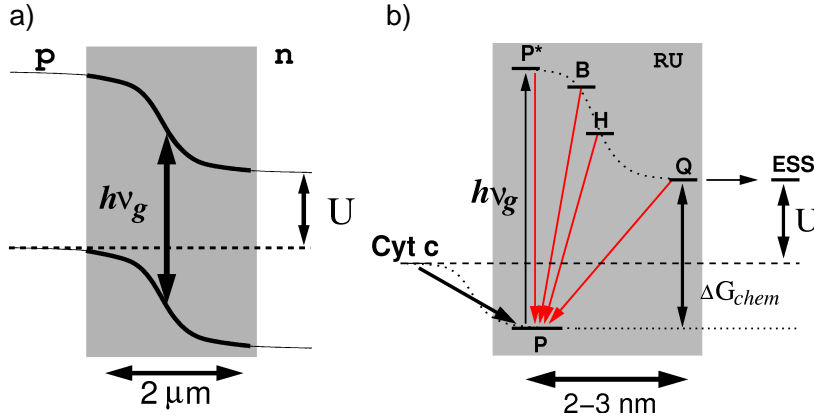 a)
p
n
hνg
U
2 μm
b)
P*
RU
B
H
Q
ESS
hνg
U
Cyt c
ΔGchem
P
2−3 nm